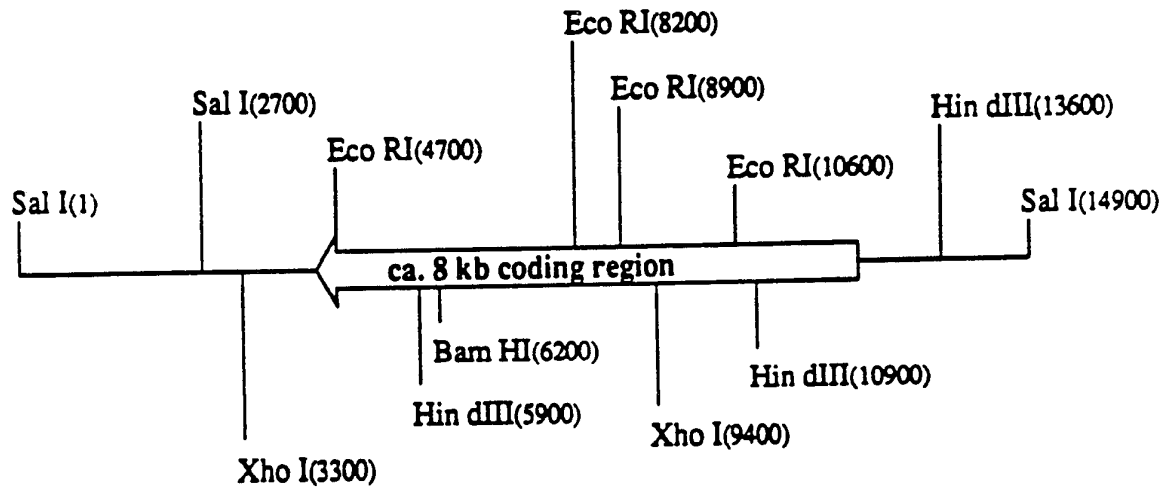 Eco RI(8200)
Eco RI(8900)
Sal I(2700)
Hin dIII(13600)
Eco RI(4700)
Eco RI(10600)
Sal I(1)
Sal I(14900)
ca. 8 kb coding region
Bam HI(6200)
Hin dIII(10900)
Hin dIII(5900)
Xho I(9400)
Xho I(3300)